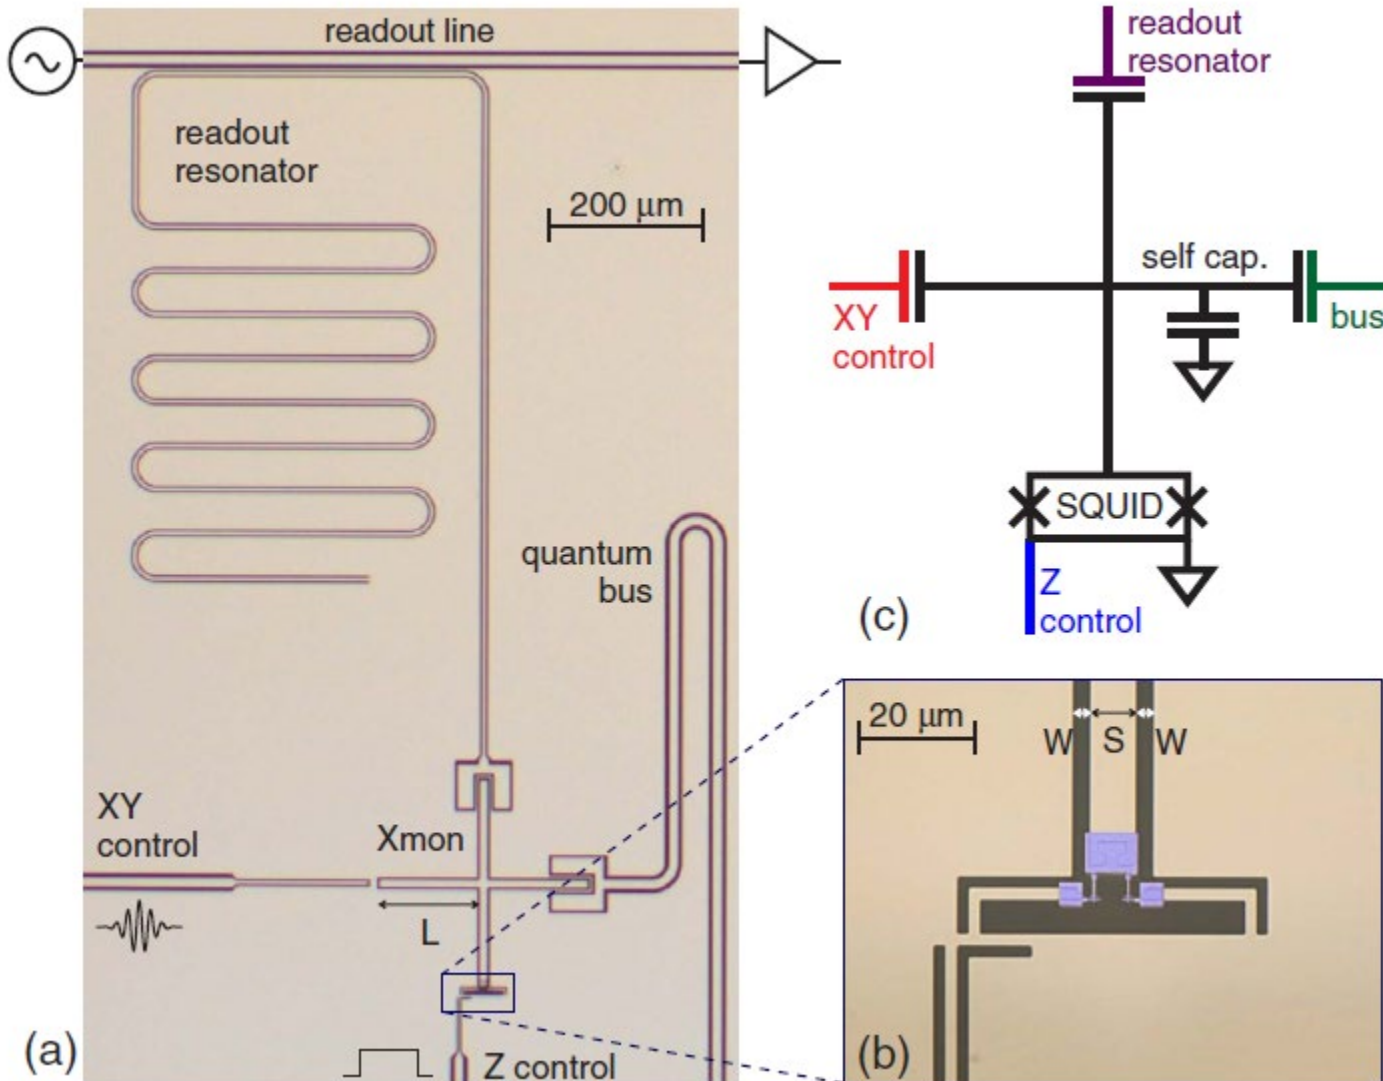 readout line
readout
resonator
200 μm
quantum
bus
XY
control
Xmon
L
Z control
(a)
readout
resonator
self cap.
XY
control
bus
SQUID
Z
control
(c)
20 μm
W S W
(b)